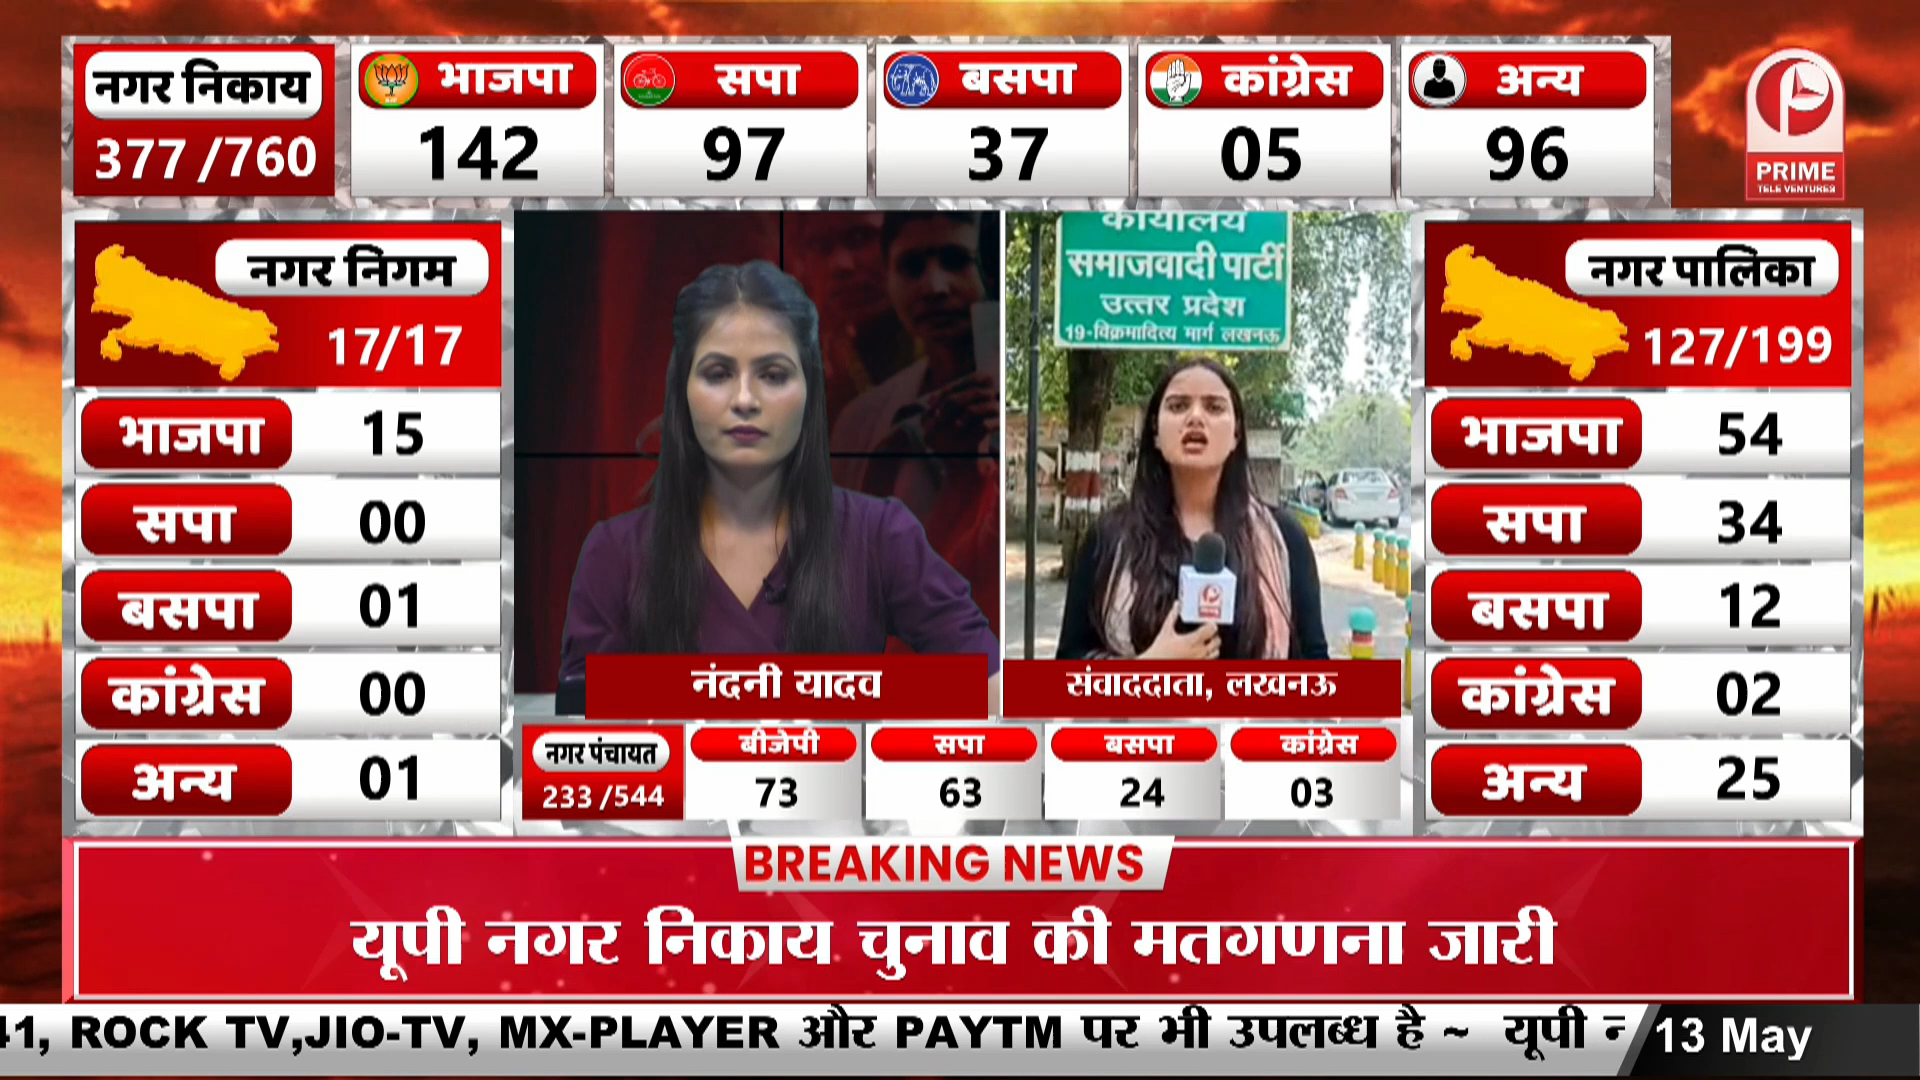 नगर निकाय
377 /760
भाजपा
142
सपा
97
बसपा
37
कांग्रेस
05
अन्य
96
PRIME
TELE VENTURES
नगर निगम
17/17
भाजपा 15
सपा 00
बसपा 01
कांग्रेस 00
अन्य 01
कार्यालय
समाजवादी पार्टी
उत्तर प्रदेश
19-विक्रमादित्य मार्ग लखनऊ
नंदनी यादव
संवाददाता, लखनऊ
नगर पालिका
127/199
भाजपा 54
सपा 34
बसपा 12
कांग्रेस 02
अन्य 25
नगर पंचायत
233 /544
बीजेपी
73
सपा
63
बसपा
24
कांग्रेस
03
BREAKING NEWS
यूपी नगर निकाय चुनाव की मतगणना जारी
41, ROCK TV,JIO-TV, MX-PLAYER और PAYTM पर भी उपलब्ध है ~ यूपी
13 May